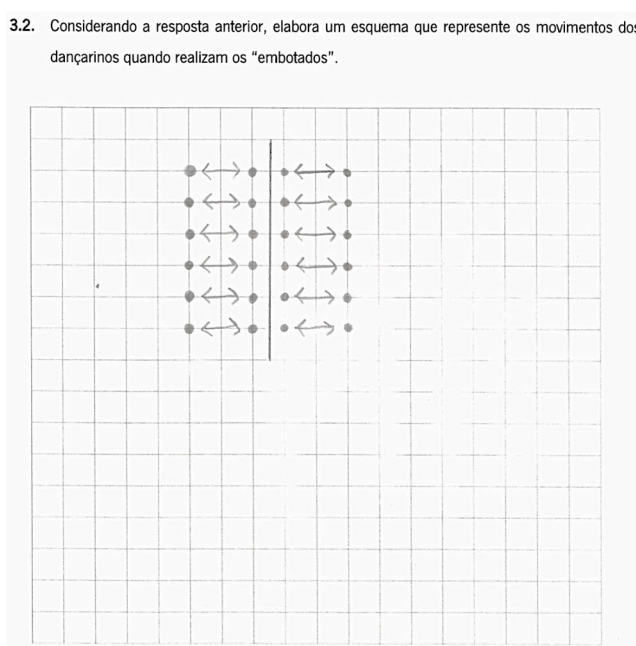 3.2. Considerando a resposta anterior, elabora um esquema que represente os movimentos dos
dançarinos quando realizam os “embotados”.